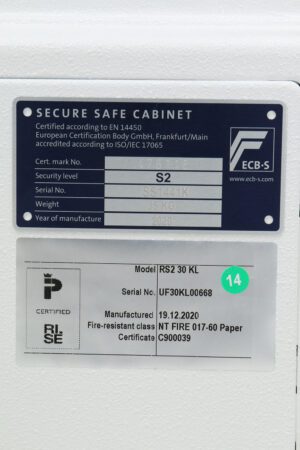 SECURE SAFE CABINET
Certified according to EN 14450
European Certification Body GmbH, Frankfurt/Main
accredited according to ISO/IEC 17065
ECB·S
www.ecb-s.com
Cert. mark No.
Security level S2
Serial No.
Weight
Year of manufacture 2020
Model RS2 30 KL
14
Serial No. UF30KL00668
P
CERTIFIED
RI.
SE
Manufactured 19.12.2020
Fire-resistant class NT FIRE 017-60 Paper
Certificate C900039